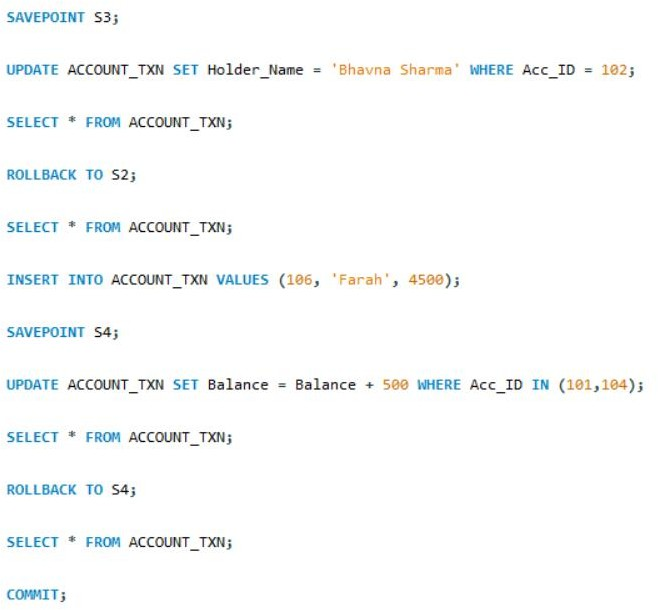 SAVEPOINT S3;
UPDATE ACCOUNT_TXN SET Holder_Name = 'Bhavna Sharma' WHERE Acc_ID = 102;
SELECT * FROM ACCOUNT_TXN;
ROLLBACK TO S2;
SELECT * FROM ACCOUNT_TXN;
INSERT INTO ACCOUNT_TXN VALUES (106, 'Farah', 4500);
SAVEPOINT S4;
UPDATE ACCOUNT_TXN SET Balance = Balance + 500 WHERE Acc_ID IN (101,104);
SELECT * FROM ACCOUNT_TXN;
ROLLBACK TO S4;
SELECT * FROM ACCOUNT_TXN;
COMMIT;